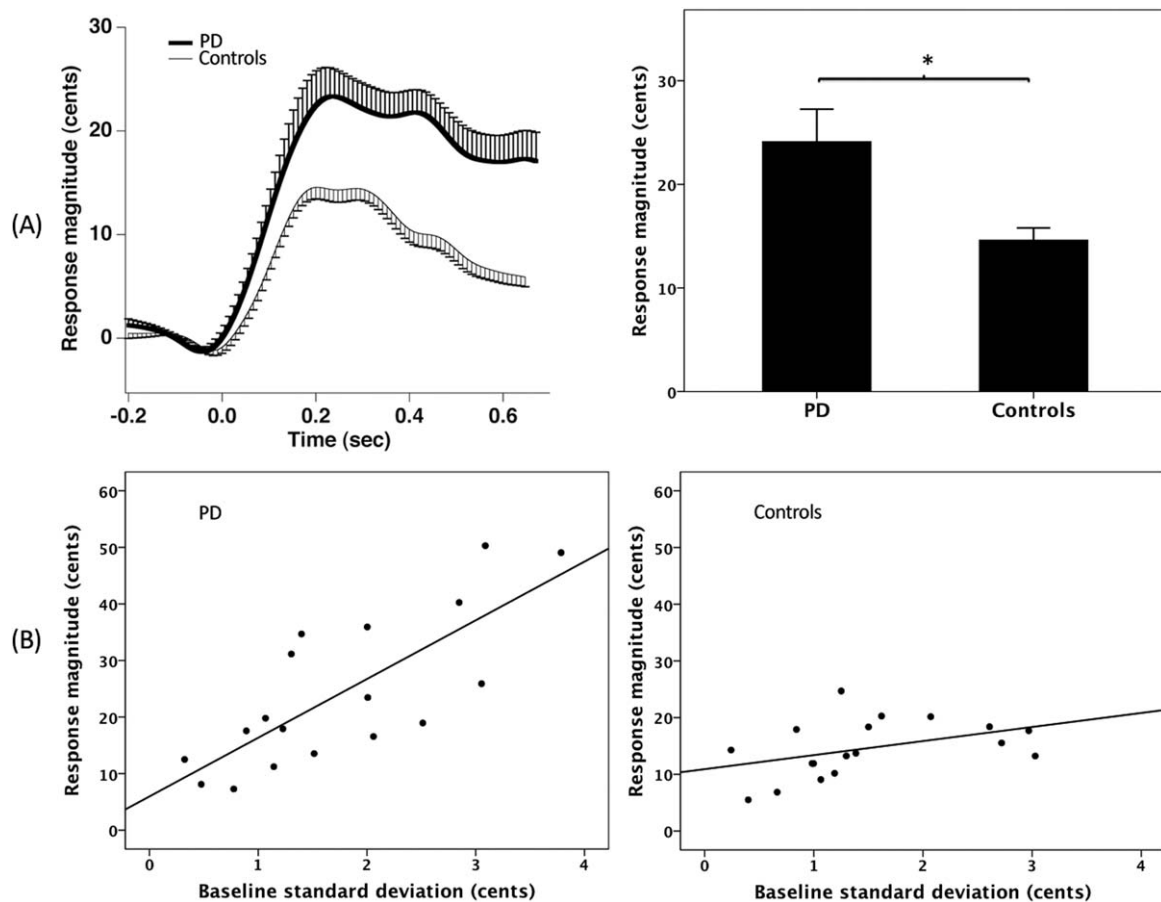 (A)
Response magnitude (cents)
30
20
10
0
PD
Controls
-0.2
0.0
0.2
0.4
0.6
Time (sec)
Response magnitude (cents)
30
20
10
0
*
PD
Controls
(B)
Response magnitude (cents)
60
50
40
30
20
10
0
PD
0
1
2
3
4
Baseline standard deviation (cents)
Response magnitude (cents)
60
50
40
30
20
10
0
Controls
0
1
2
3
4
Baseline standard deviation (cents)